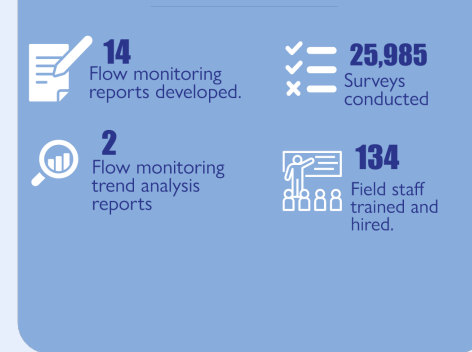 14
Flow monitoring
reports developed.
25,985
Surveys
conducted
2
Flow monitoring
trend analysis
reports
134
Field staff
trained and
hired.